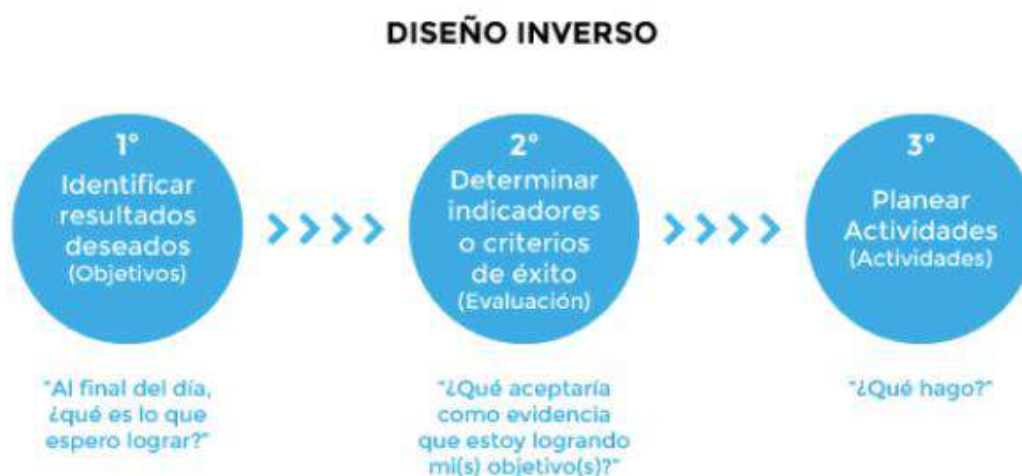 DISEÑO INVERSO
1°
Identificar
resultados
deseados
(Objetivos)
2°
Determinar
indicadores
o criterios
de éxito
(Evaluación)
3°
Planear
Actividades
(Actividades)
"Al final del día,
¿qué es lo que
espero lograr?"
"¿Qué aceptaría
como evidencia
que estoy logrando
mi(s) objetivo(s)?"
"¿Qué hago?"